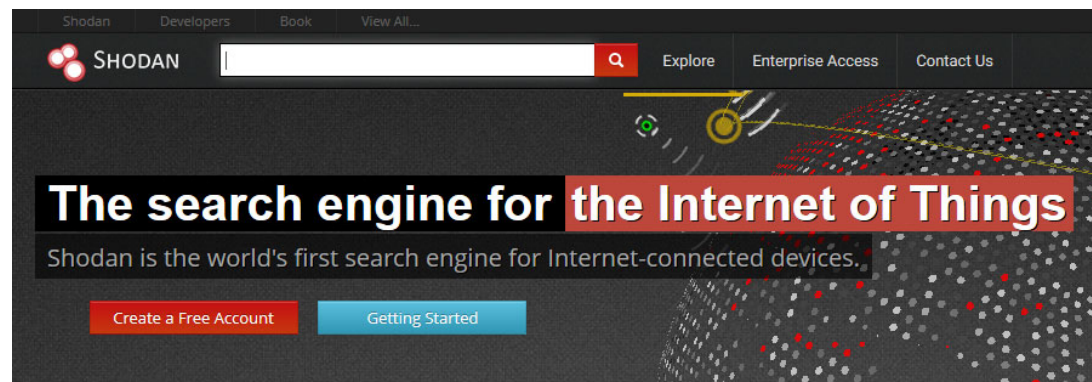 Shodan Developers Book View All...
SHODAN Explore Enterprise Access Contact Us
The search engine for the Internet of Things
Shodan is the world's first search engine for Internet-connected devices.
Create a Free Account Getting Started